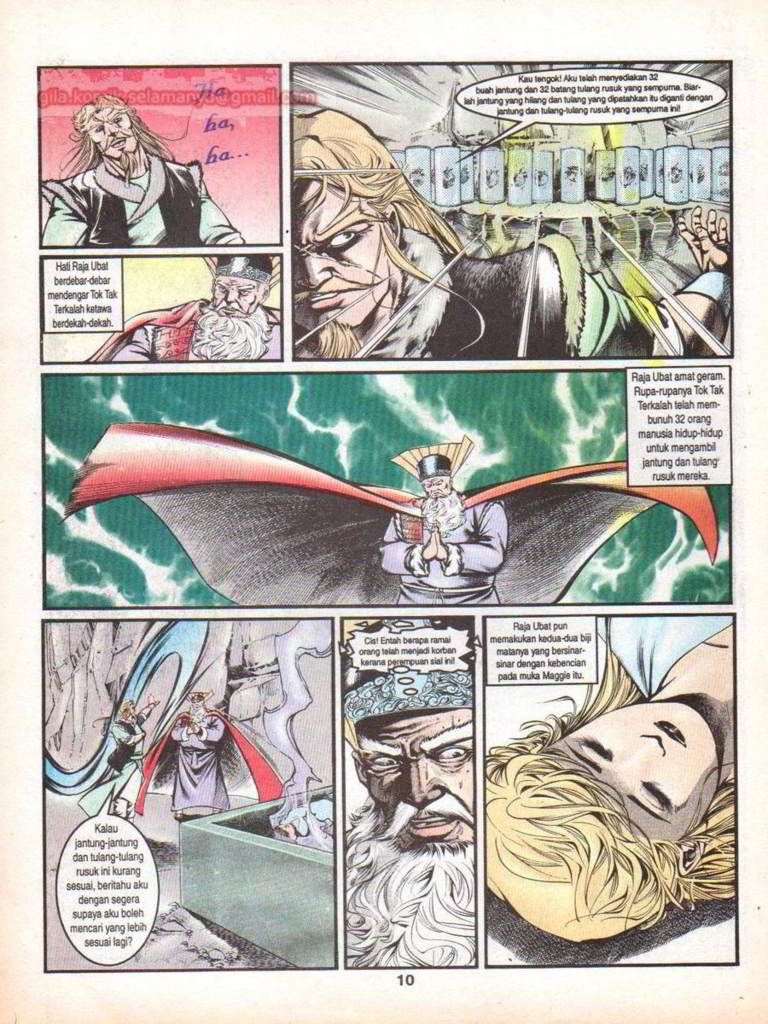 gila.komik.selamanya@gmail.com
Ha
ha,
ha...
Kau tengok! Aku telah menyediakan 32
buah jantung dan 32 batang tulang rusuk yang sempurna. Biar-
lah jantung yang hilang dan tulang yang dipatahkan itu diganti dengan
jantung dan tulang-tulang rusuk yang sempurna ini!
Hati Raja Ubat
berdebar-debar
mendengar Tok Tak
Terkalah ketawa
berdekah-dekah.
Raja Ubat amat geram.
Rupa-rupanya Tok Tak
Terkalah telah mem-
bunuh 32 orang
manusia hidup-hidup
untuk mengambil
jantung dan tulang
rusuk mereka.
Kalau
jantung-jantung
dan tulang-tulang
rusuk ini kurang
sesuai, beritahu aku
dengan segera
supaya aku boleh
mencari yang lebih
sesuai lagi?
Cis! Entah berapa ramai
orang telah menjadi korban
kerana perempuan sial ini!
Raja Ubat pun
memakukan kedua-dua biji
matanya yang bersinar-
sinar dengan kebencian
pada muka Maggie itu.
10